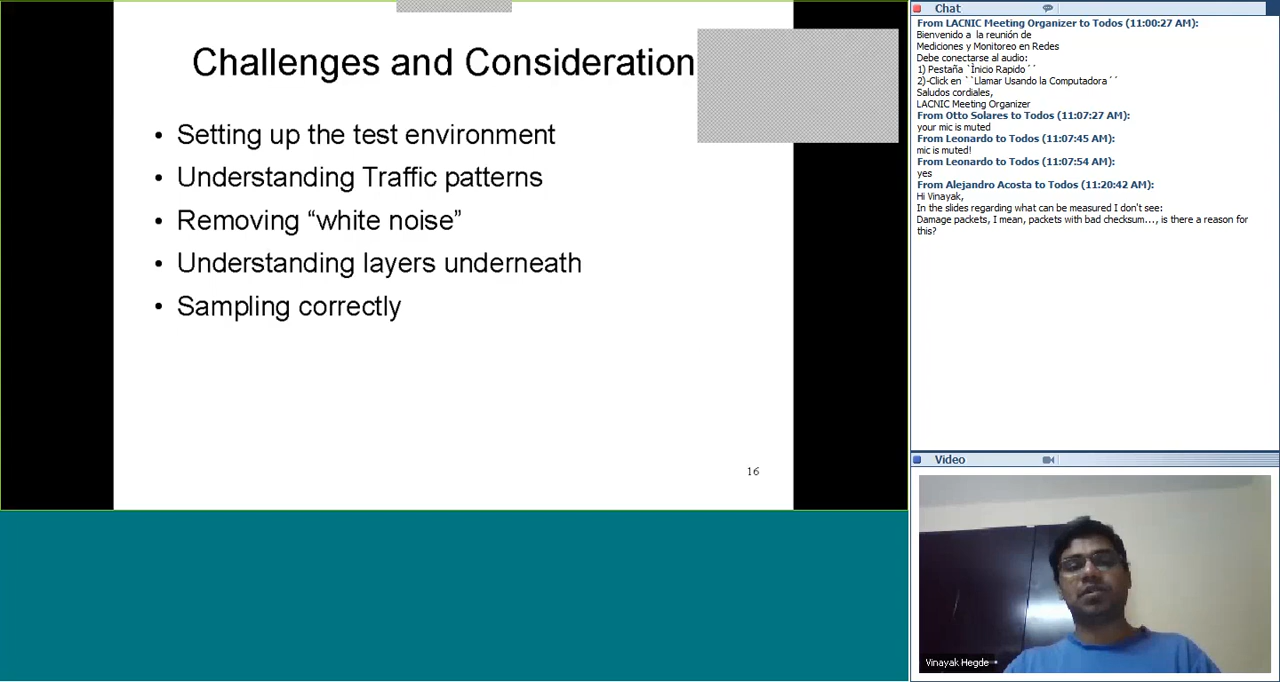 Challenges and Consideration
• Setting up the test environment
• Understanding Traffic patterns
• Removing “white noise”
• Understanding layers underneath
• Sampling correctly
16
Chat
From LACNIC Meeting Organizer to Todos (11:00:27 AM):
Bienvenido a  la reunión de
Mediciones y Monitoreo en Redes
Debe conectarse al audio:
1) Pestaña `Ínicio Rapido´´
2)-Click en ``Llamar Usando la Computadora´´
Saludos cordiales,
LACNIC Meeting Organizer
From Otto Solares to Todos (11:07:27 AM):
your mic is muted
From Leonardo to Todos (11:07:45 AM):
mic is muted!
From Leonardo to Todos (11:07:54 AM):
yes
From Alejandro Acosta to Todos (11:20:42 AM):
Hi Vinayak,
In the slides regarding what can be measured I don't see:
Damage packets, I mean, packets with bad checksum..., is there a reason for
this?
Video
Vinayak Hegde